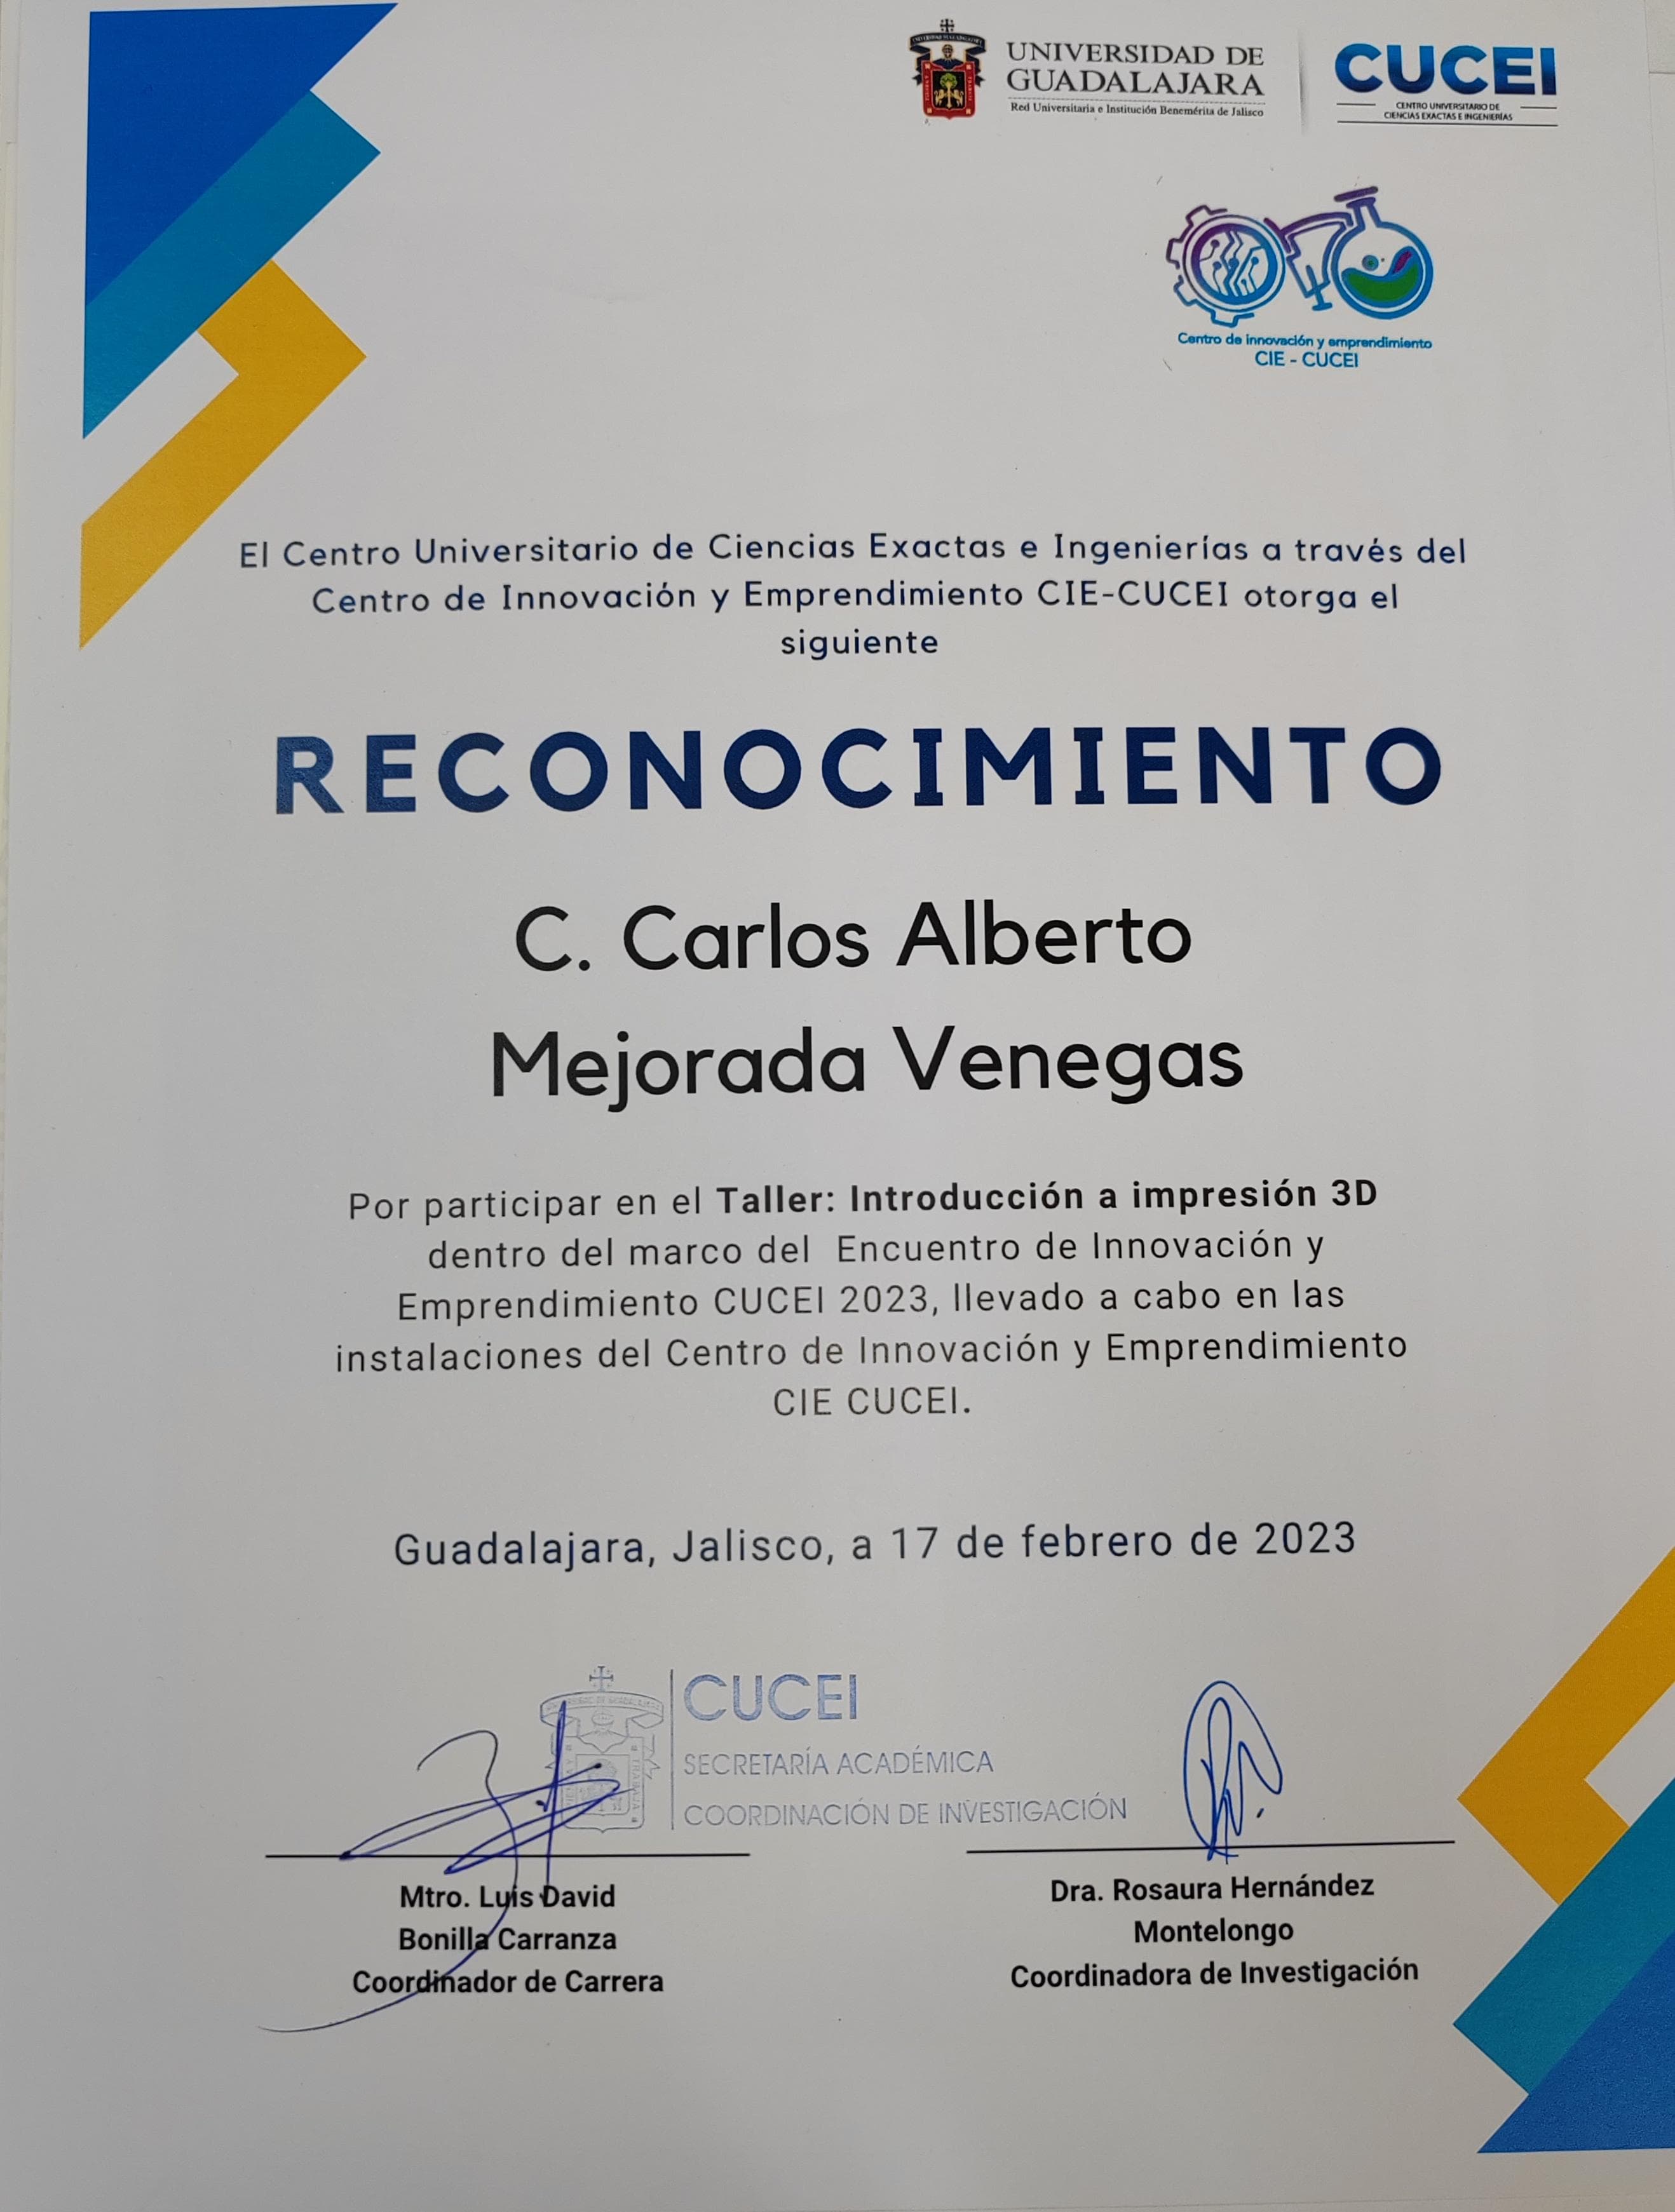 UNIVERSIDAD DE
GUADALAJARA
Red Universitaria e Institución Benemérita de Jalisco
CUCEI
CENTRO UNIVERSITARIO DE
CIENCIAS EXACTAS E INGENIERÍAS
Centro de innovación y emprendimiento
CIE - CUCEI
El Centro Universitario de Ciencias Exactas e Ingenierías a través del
Centro de Innovación y Emprendimiento CIE-CUCEI otorga el
siguiente
RECONOCIMIENTO
C. Carlos Alberto
Mejorada Venegas
Por participar en el Taller: Introducción a impresión 3D
dentro del marco del Encuentro de Innovación y
Emprendimiento CUCEI 2023, llevado a cabo en las
instalaciones del Centro de Innovación y Emprendimiento
CIE CUCEI.
Guadalajara, Jalisco, a 17 de febrero de 2023
CUCEI
SECRETARÍA ACADÉMICA
COORDINACIÓN DE INVESTIGACIÓN
Mtro. Luis David
Bonilla Carranza
Coordinador de Carrera
Dra. Rosaura Hernández
Montelongo
Coordinadora de Investigación